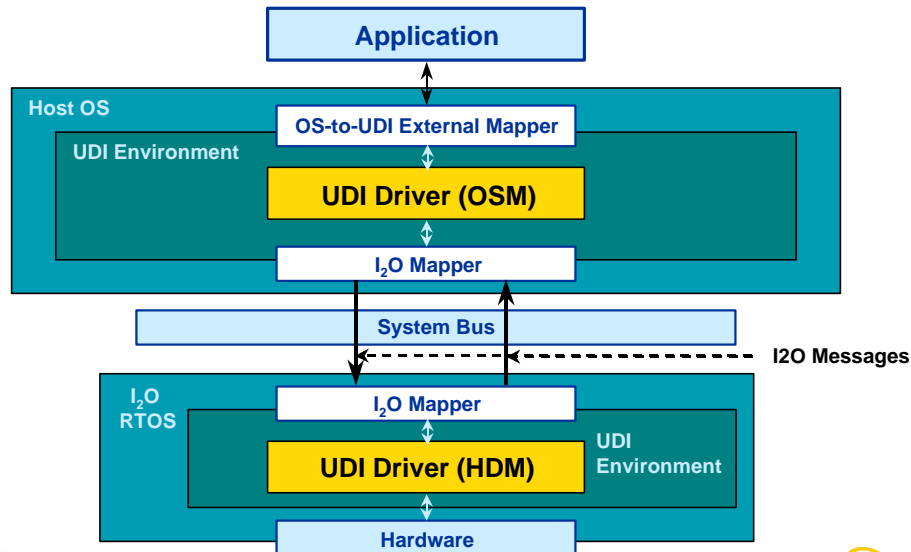 Application
Host OS
OS-to-UDI External Mapper
UDI Environment
UDI Driver (OSM)
I₂O Mapper
System Bus
I2O Messages
I₂O
RTOS
I₂O Mapper
UDI
Environment
UDI Driver (HDM)
Hardware